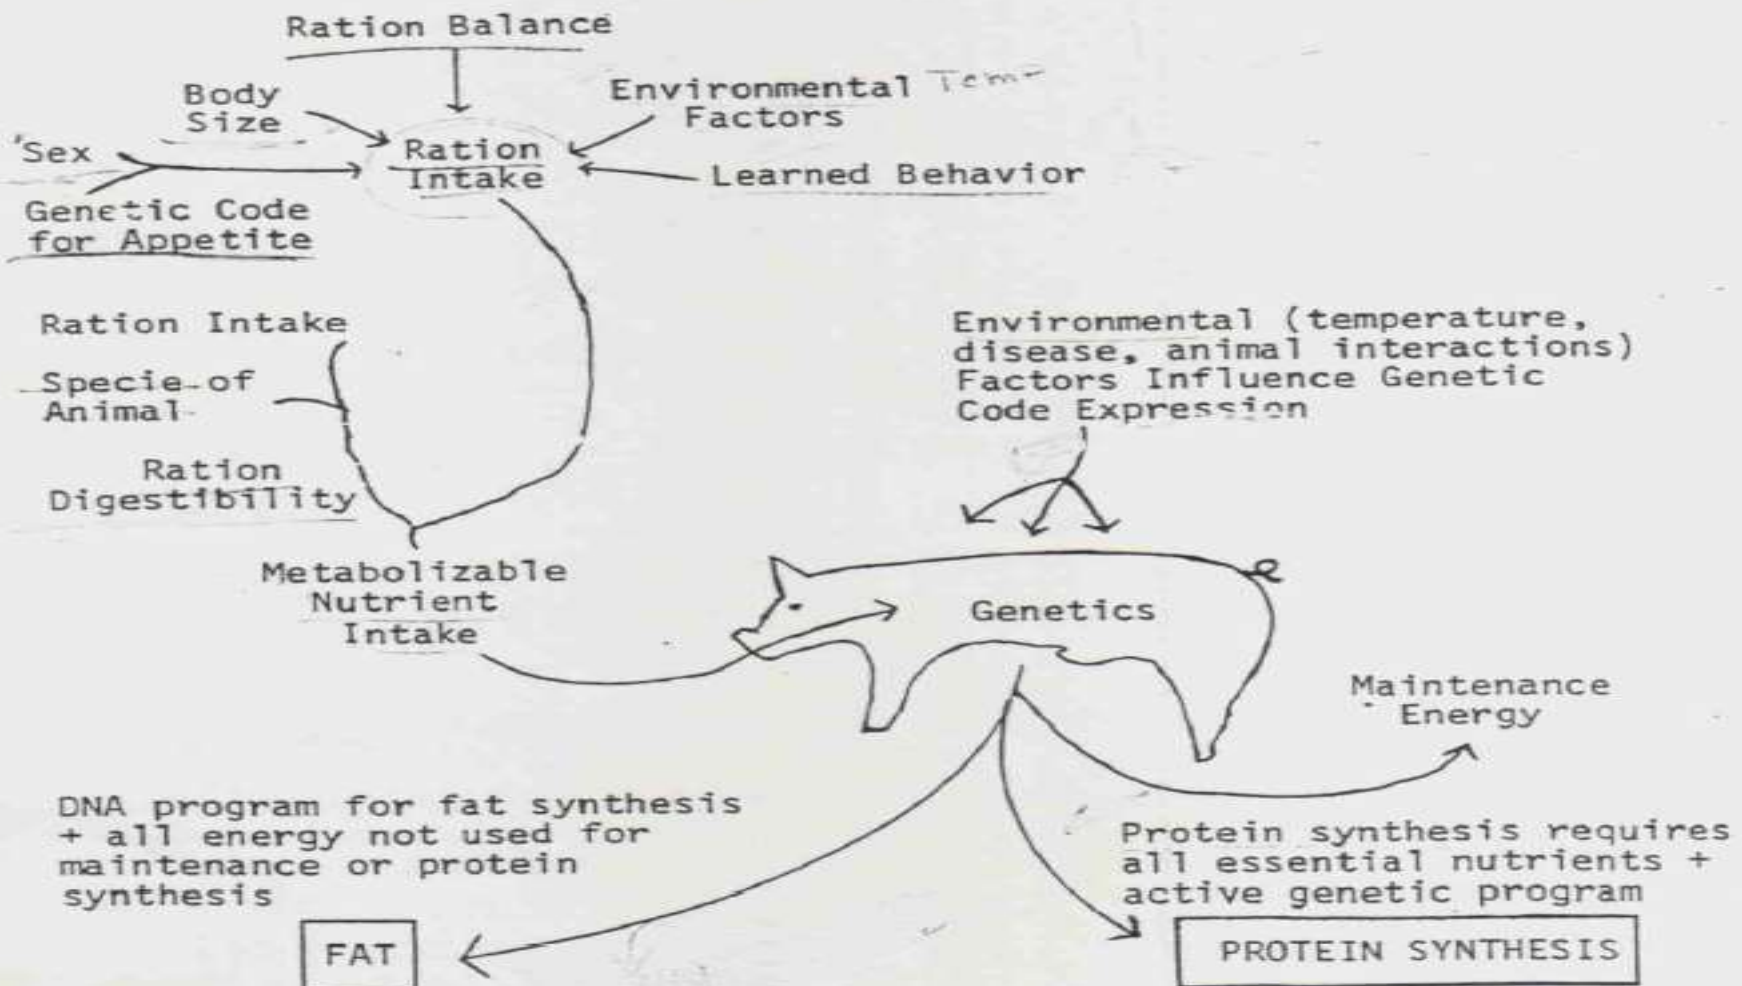 Ration Balance
Body
Size
Environmental
Factors
'Sex
Ration
Intake
Learned Behavior
Genetic Code
for Appetite
Ration Intake
Specie of
Animal
Ration
Digestibility
Environmental (temperature,
disease, animal interactions)
Factors Influence Genetic
Code Expression
Metabolizable
Nutrient
Intake
Genetics
Maintenance
Energy
DNA program for fat synthesis
+ all energy not used for
maintenance or protein
synthesis
Protein synthesis requires
all essential nutrients +
active genetic program
FAT
PROTEIN SYNTHESIS